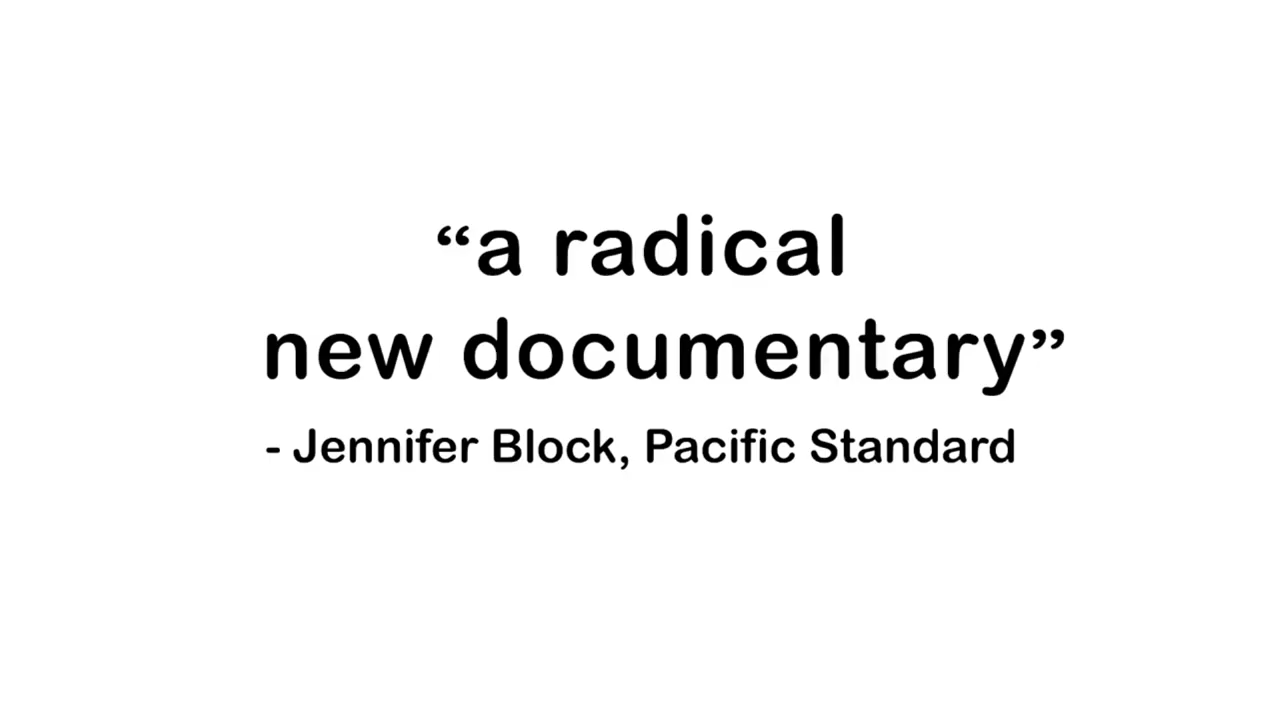 “a radical
new documentary”
- Jennifer Block, Pacific Standard